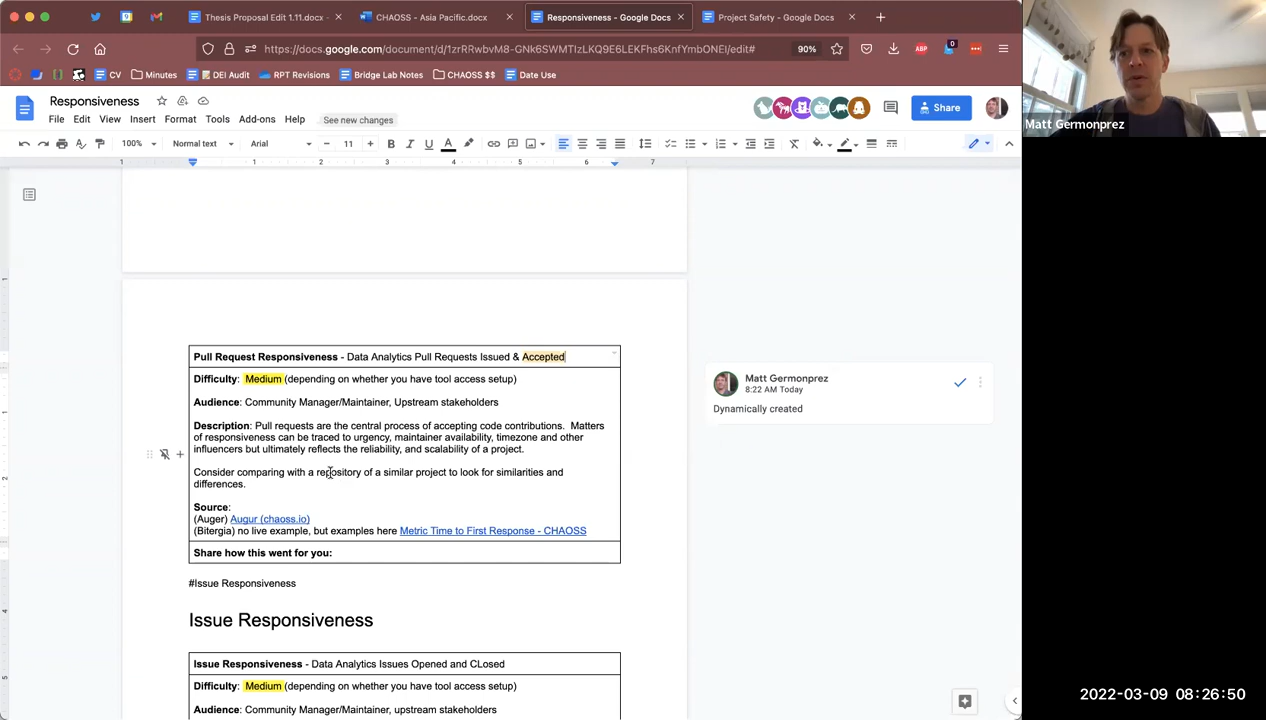 Thesis Proposal Edit 1.11.docx
CHAOSS - Asia Pacific.docx
Responsiveness - Google Docs
Project Safety - Google Docs
https://docs.google.com/document/d/1zrRRwbvM8-GNk6SWMTIzLKQ9E6LEKFhs6KnfYmbONEI/edit#
90%
ABP
0
CV
Minutes
DEI Audit
RPT Revisions
Bridge Lab Notes
CHAOSS $$
Date Use
Matt Germonprez
Responsiveness
File Edit View Insert Format Tools Add-ons Help
See new changes
Share
100%
Normal text
Arial
11
B I U A
1 1 2 3 4 5 6 7
Pull Request Responsiveness - Data Analytics Pull Requests Issued & Accepted
Difficulty: Medium (depending on whether you have tool access setup)
Audience: Community Manager/Maintainer, Upstream stakeholders
Description: Pull requests are the central process of accepting code contributions. Matters
of responsiveness can be traced to urgency, maintainer availability, timezone and other
influencers but ultimately reflects the reliability, and scalability of a project.
Consider comparing with a repository of a similar project to look for similarities and
differences.
Source:
(Auger) Augur (chaoss.io)
(Bitergia) no live example, but examples here Metric Time to First Response - CHAOSS
Share how this went for you:
Matt Germonprez
8:22 AM Today
Dynamically created
#Issue Responsiveness
Issue Responsiveness
Issue Responsiveness - Data Analytics Issues Opened and CLosed
Difficulty: Medium (depending on whether you have tool access setup)
Audience: Community Manager/Maintainer, upstream stakeholders
2022-03-09 08:26:50